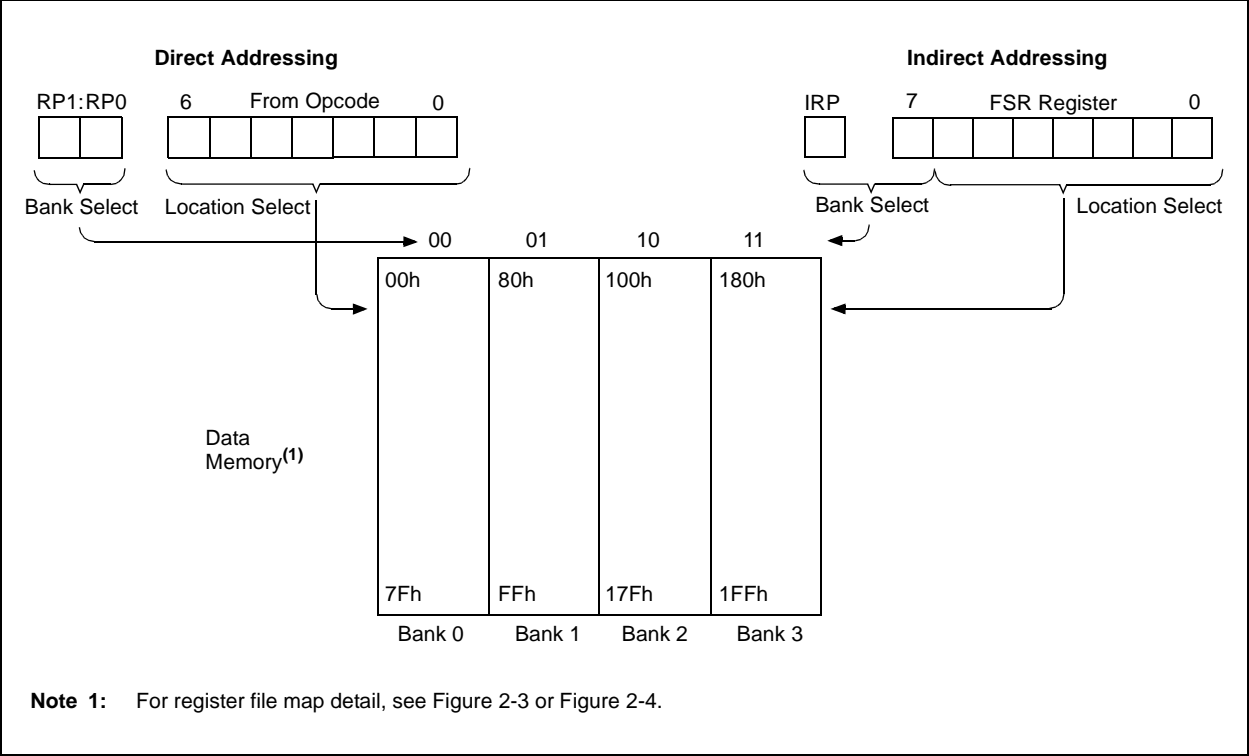 Direct Addressing
Indirect Addressing
RP1:RP0 6 From Opcode 0
IRP 7 FSR Register 0
Bank Select Location Select
Bank Select Location Select
00 01 10 11
00h 80h 100h 180h
Data
Memory(1)
7Fh FFh 17Fh 1FFh
Bank 0 Bank 1 Bank 2 Bank 3
Note 1: For register file map detail, see Figure 2-3 or Figure 2-4.